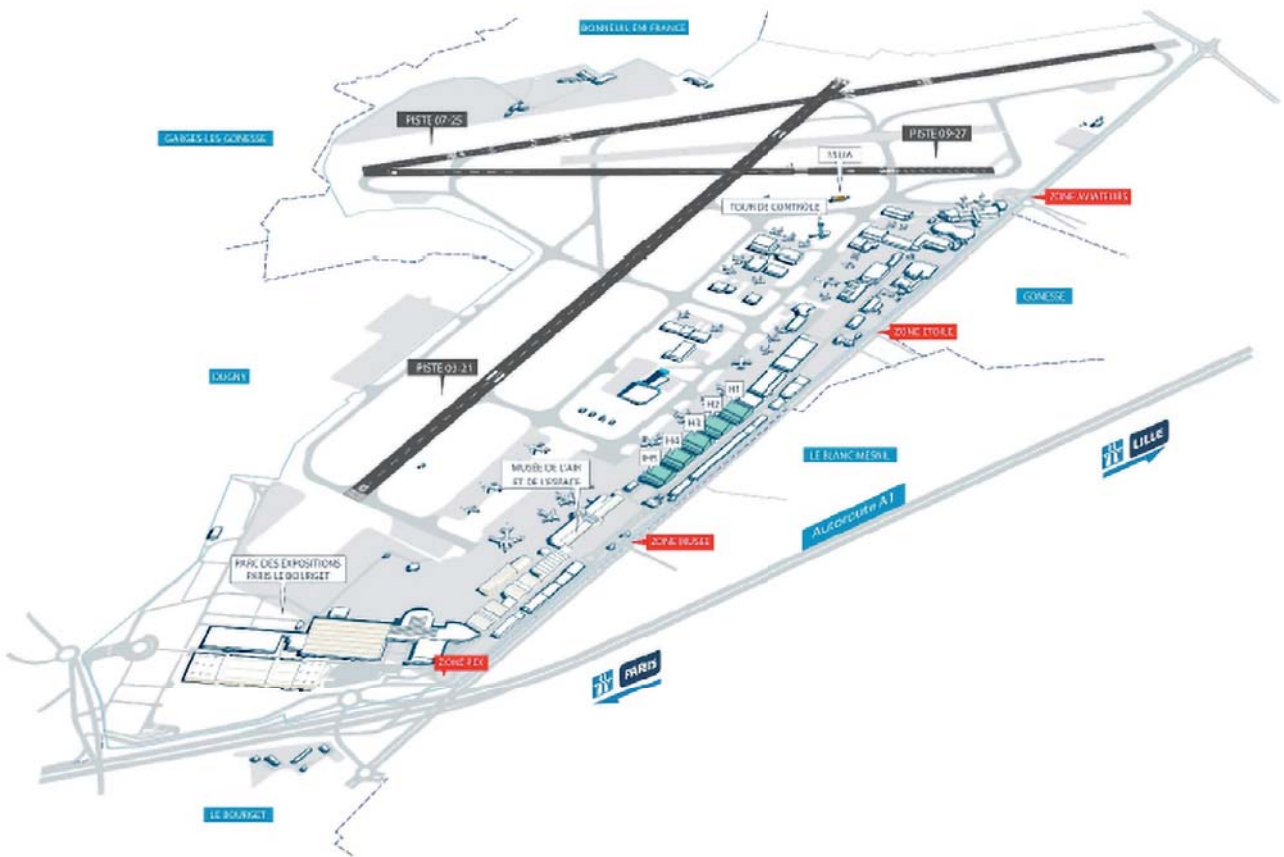 BONNEUIL EN FRANCE
PISTE 07-25
PISTE 09-27
GARGES-LES-GONESSE
ZONE AVIATEURS
TOUR DE CONTRÔLE
GONESSE
ZONE ETOILE
DUGNY
PISTE 03-21
H1
H2
H3
H4
H5
LE BLANC MESNIL
LILLE
MUSÉE DE L'AIR
ET DE L'ESPACE
Autoroute A1
ZONE MUSEE
PARC DES EXPOSITIONS
PARIS LE BOURGET
ZONE PEX
PARIS
LE BOURGET